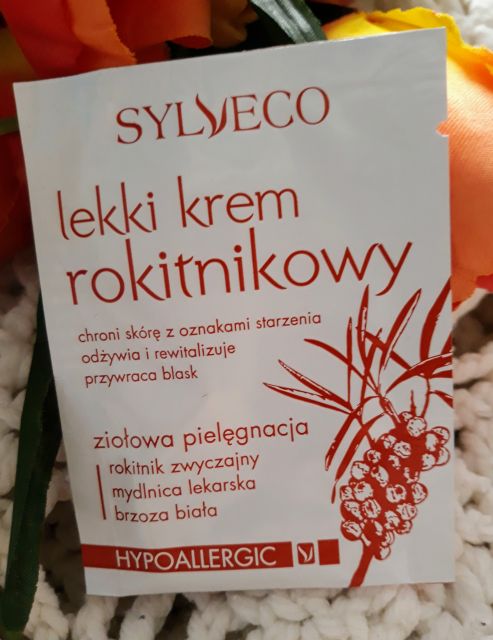 SYLVECO
lekki krem
rokitnikowy
chroni skórę z oznakami starzenia
odżywia i rewitalizuje
przywraca blask
ziołowa pielęgnacja
rokitnik zwyczajny
mydlnica lekarska
brzoza biała
HYPOALLERGIC